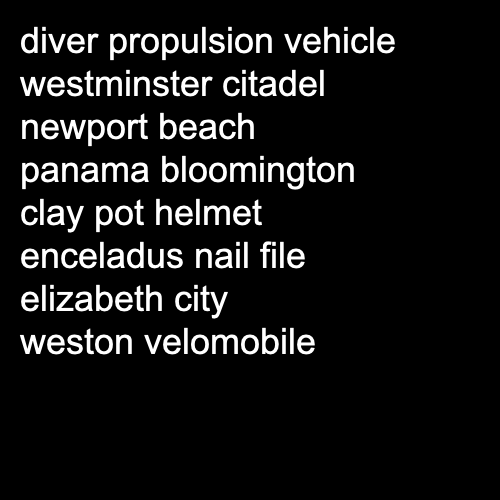 diver propulsion vehicle
westminster citadel
newport beach
panama bloomington
clay pot helmet
enceladus nail file
elizabeth city
weston velomobile